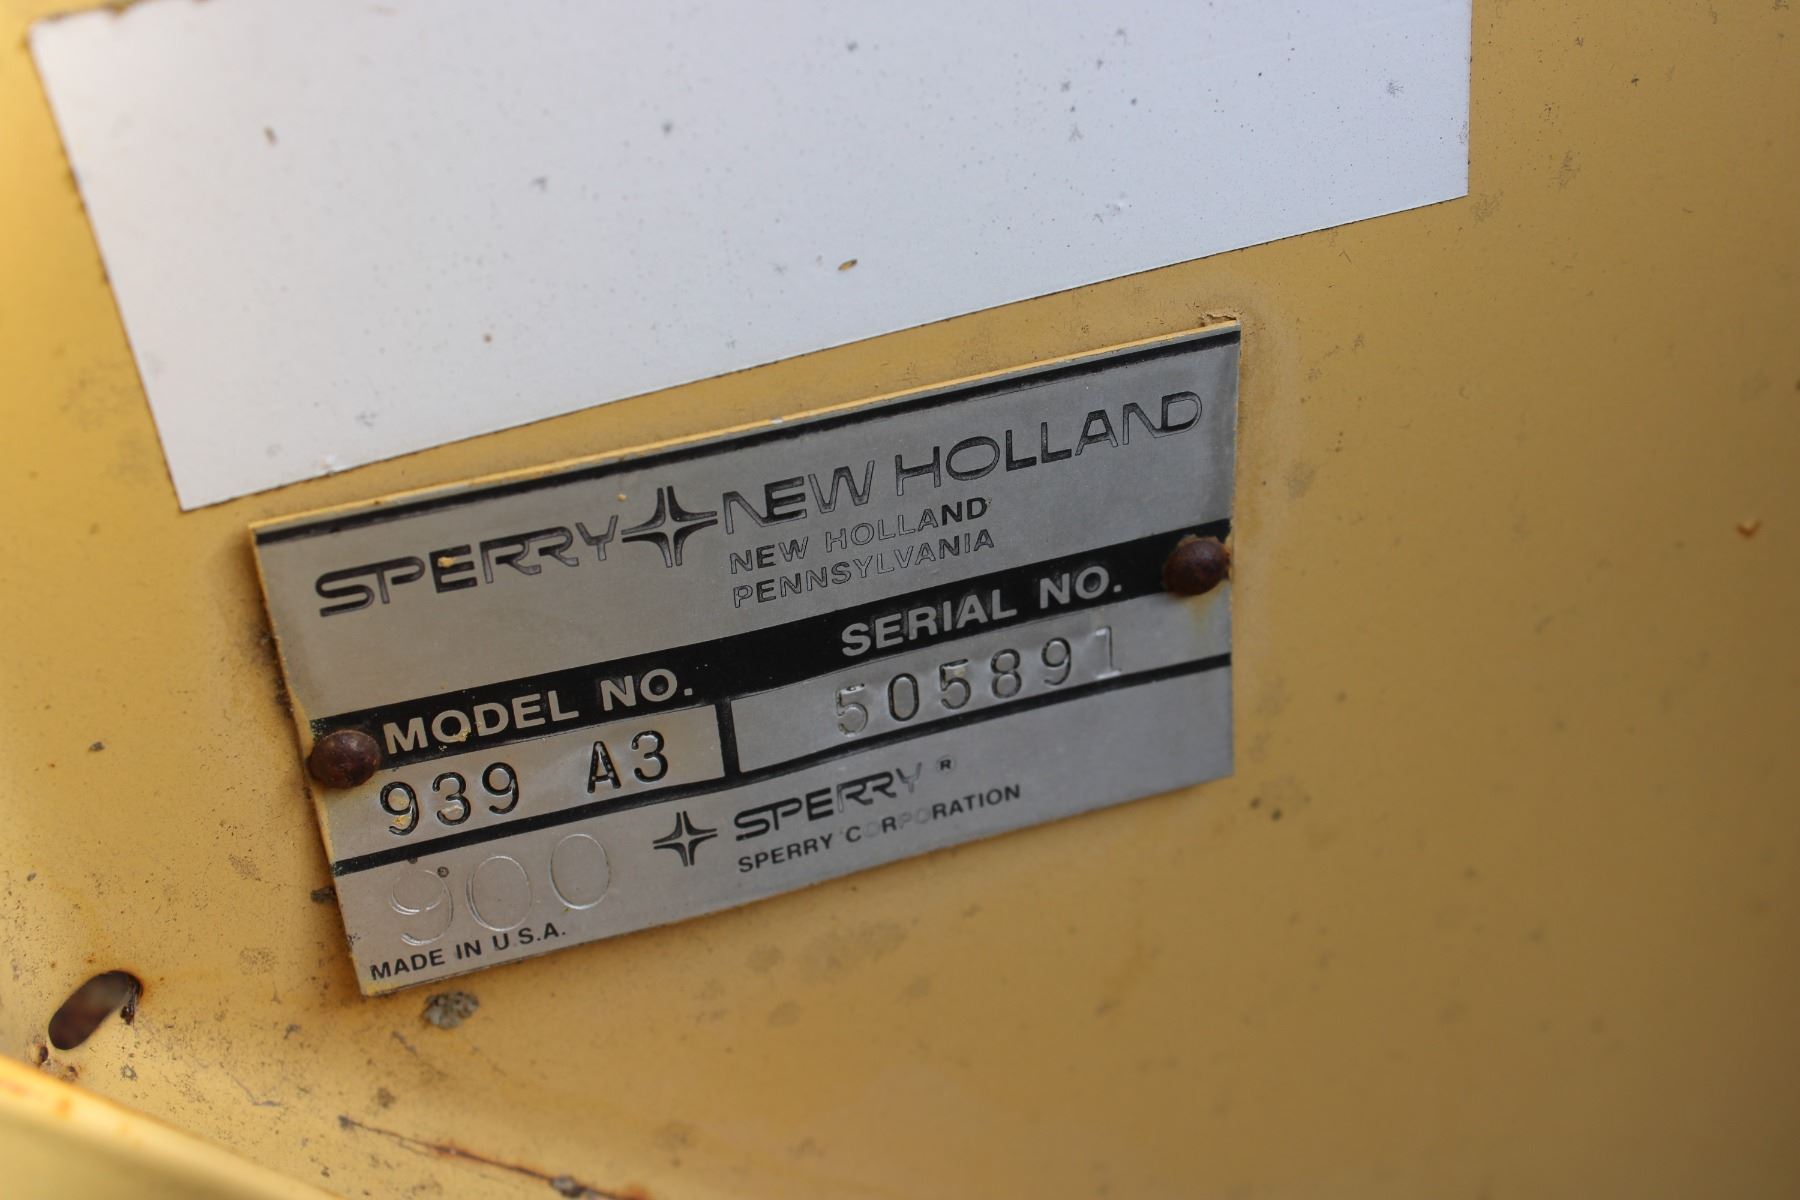 SPERRY NEW HOLLAND
NEW HOLLAND
PENNSYLVANIA
MODEL NO. SERIAL NO.
939 A3 505891
900 SPERRY ®
SPERRY CORPORATION
MADE IN U.S.A.